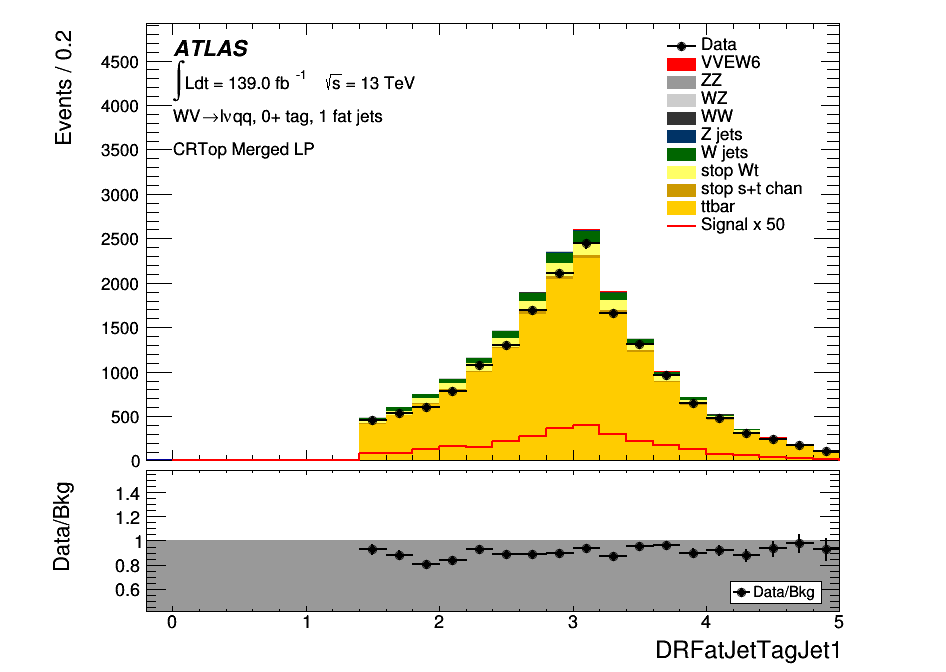 Events / 0.2
4500
4000
3500
3000
2500
2000
1500
1000
500
0
ATLAS
∫Ldt = 139.0 fb⁻¹ √s = 13 TeV
WV→lνqq, 0+ tag, 1 fat jets
CRTop Merged LP
Data
VVEW6
ZZ
WZ
WW
Z jets
W jets
stop Wt
stop s+t chan
ttbar
Signal x 50
Data/Bkg
1.4
1.2
1
0.8
0.6
Data/Bkg
0 1 2 3 4 5
DRFatJetTagJet1